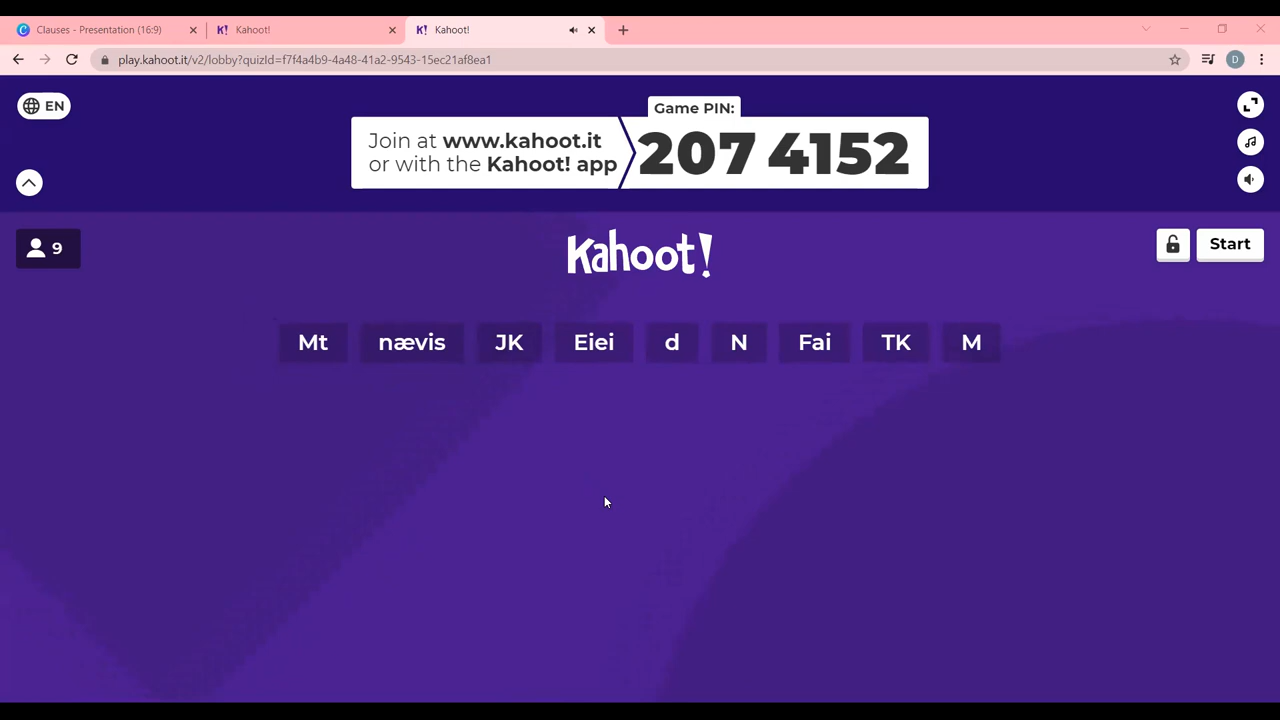 Clauses - Presentation (16:9)
Kahoot!
Kahoot!
play.kahoot.it/v2/lobby?quizId=f7f4a4b9-4a48-41a2-9543-15ec21af8ea1
D
EN
Game PIN:
Join at www.kahoot.it
or with the Kahoot! app
207 4152
9
Kahoot!
Start
Mt nævis JK Eiei d N Fai TK M